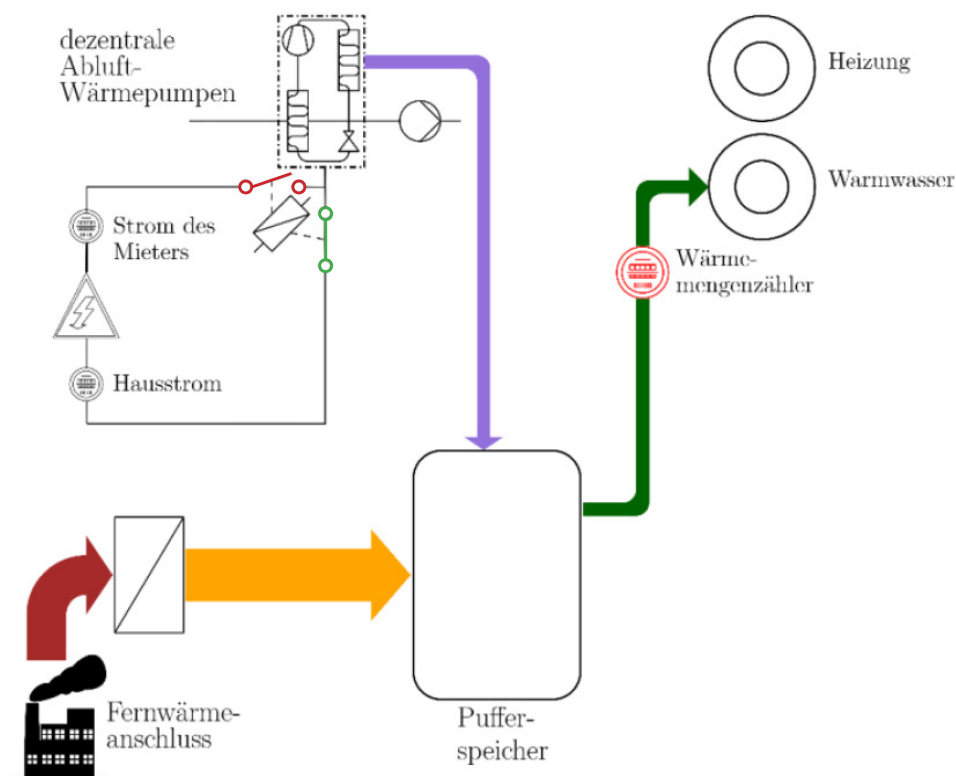 dezentrale
Abluft-
Wärmepumpen
Heizung
Warmwasser
Strom des
Mieters
Wärme-
mengenzähler
Hausstrom
Fernwärme-
anschluss
Puffer-
speicher